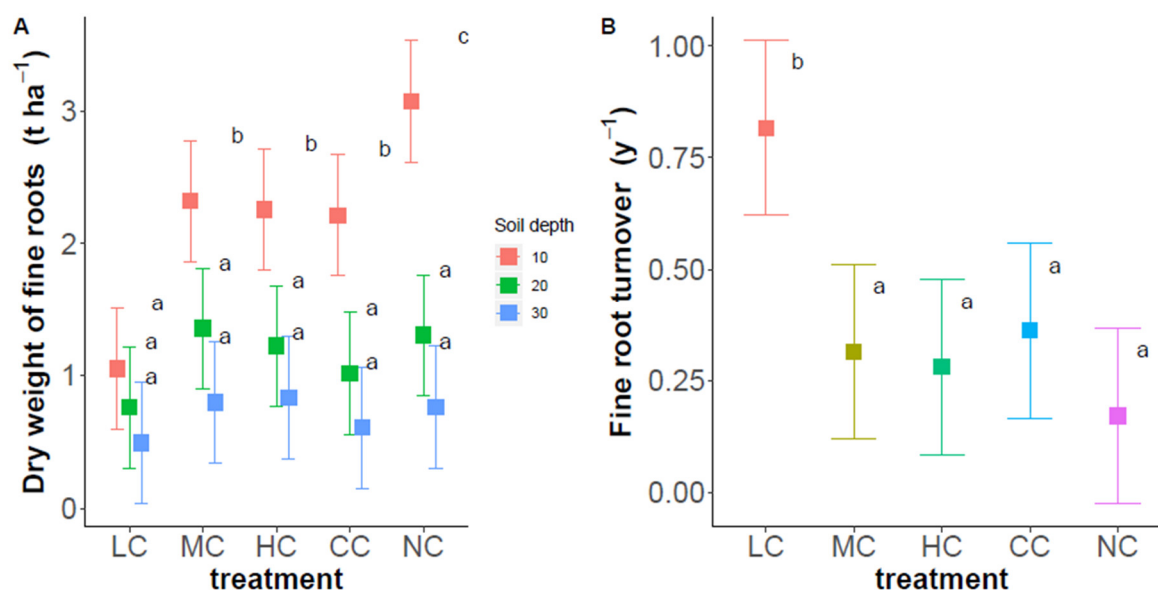 A
Dry weight of fine roots (t ha⁻¹)
3
2
1
0
c
b
b
b
a
a
a
a
a
a
a
a
a
a
a
LC MC HC CC NC
treatment
Soil depth
10
20
30
B
Fine root turnover (y⁻¹)
1.00
0.75
0.50
0.25
0.00
b
a
a
a
a
LC MC HC CC NC
treatment